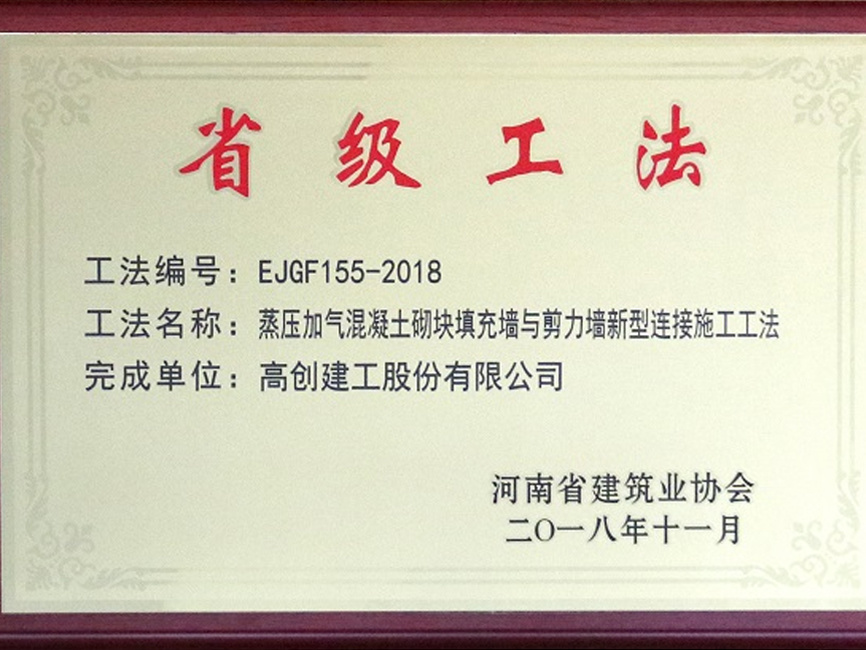 省级工法
工法编号：EJGF155-2018
工法名称：蒸压加气混凝土砌块填充墙与剪力墙新型连接施工工法
完成单位：高创建工股份有限公司
河南省建筑业协会
二〇一八年十一月